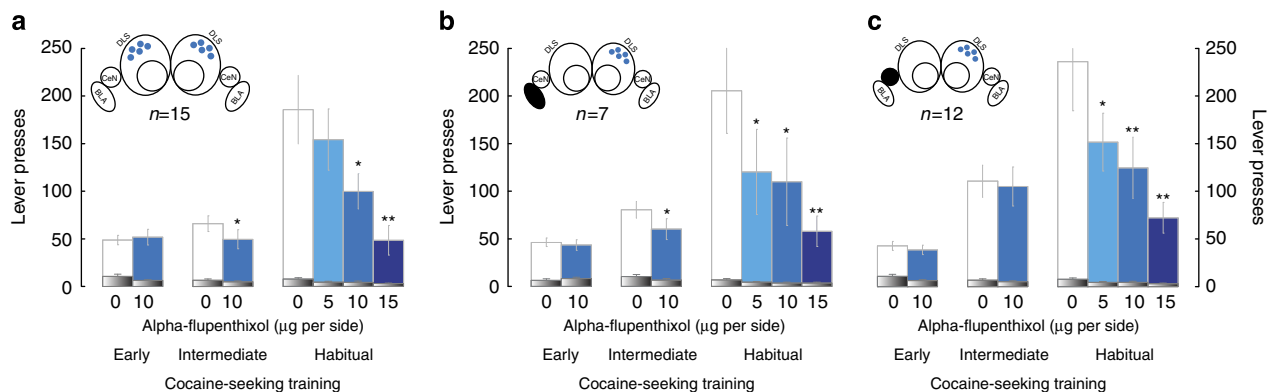 a
250
200
150
100
50
0
Lever presses
DLS
DLS
CeN
CeN
BLA
BLA
n=15
*
*
**
0 10
0 10
0 5 10 15
Alpha-flupenthixol (μg per side)
Early Intermediate Habitual
Cocaine-seeking training
b
250
200
150
100
50
0
Lever presses
DLS
DLS
CeN
CeN
BLA
n=7
*
*
*
**
0 10
0 10
0 5 10 15
Alpha-flupenthixol (μg per side)
Early Intermediate Habitual
Cocaine-seeking training
c
DLS
DLS
CeN
BLA
BLA
n=12
*
**
**
250
200
150
100
50
0
Lever presses
0 10
0 10
0 5 10 15
Alpha-flupenthixol (μg per side)
Early Intermediate Habitual
Cocaine-seeking training